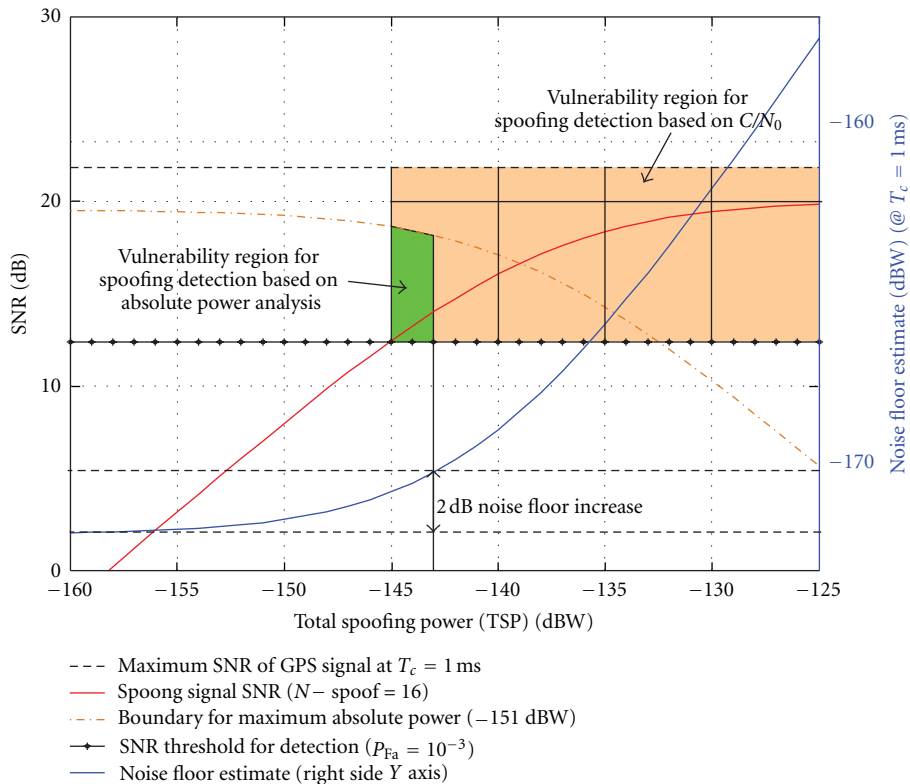 30
20
10
0
SNR (dB)
−160
−155
−150
−145
−140
−135
−130
−125
Total spoofing power (TSP) (dBW)
−160
−170
Noise floor estimate (dBW) (@ Tc = 1 ms)
Vulnerability region for
spoofing detection based on C/N0
Vulnerability region for
spoofing detection based on
absolute power analysis
2 dB noise floor increase
Maximum SNR of GPS signal at Tc = 1 ms
Spoong signal SNR (N− spoof = 16)
Boundary for maximum absolute power (−151 dBW)
SNR threshold for detection (PFa = 10−3)
Noise floor estimate (right side Y axis)